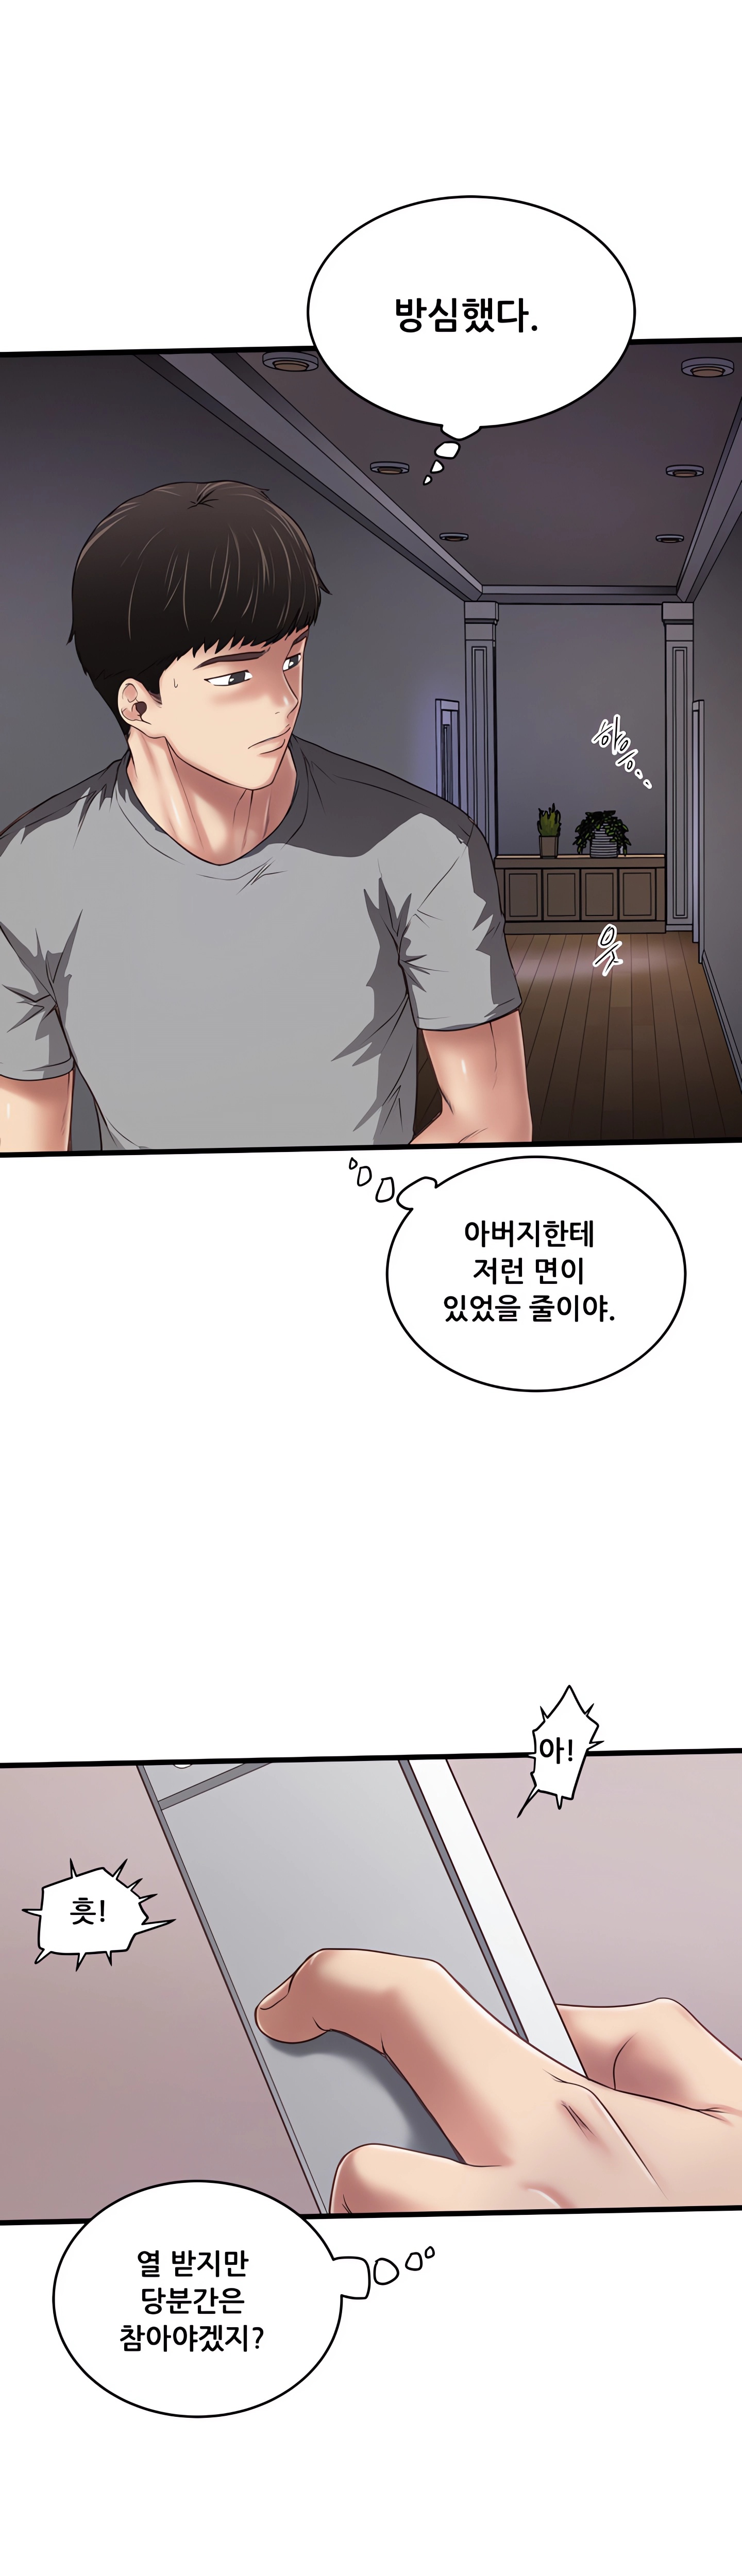 방심했다.
하응..
읏
아버지한테
저런 면이
있었을 줄이야.
아!
흣!
열 받지만
당분간은
참아야겠지?